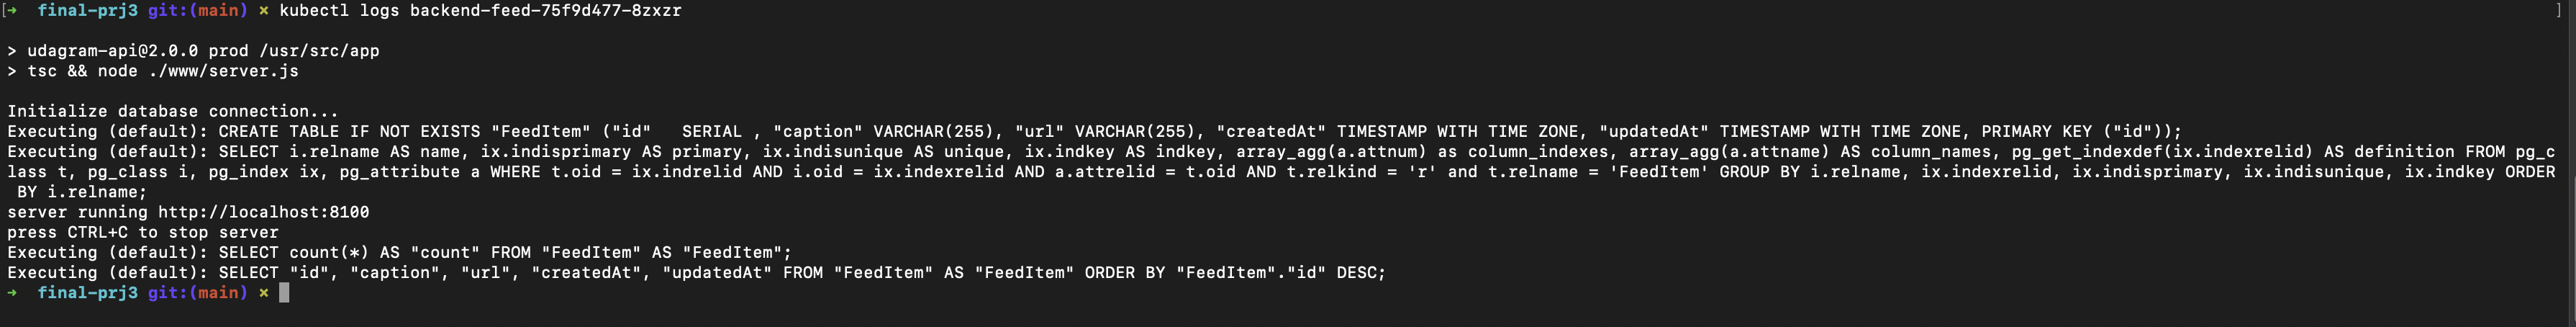 [➜  final-prj3 git:(main) × kubectl logs backend-feed-75f9d477-8zxzr ]
> udagram-api@2.0.0 prod /usr/src/app
> tsc && node ./www/server.js
Initialize database connection...
Executing (default): CREATE TABLE IF NOT EXISTS "FeedItem" ("id"   SERIAL , "caption" VARCHAR(255), "url" VARCHAR(255), "createdAt" TIMESTAMP WITH TIME ZONE, "updatedAt" TIMESTAMP WITH TIME ZONE, PRIMARY KEY ("id"));
Executing (default): SELECT i.relname AS name, ix.indisprimary AS primary, ix.indisunique AS unique, ix.indkey AS indkey, array_agg(a.attnum) as column_indexes, array_agg(a.attname) AS column_names, pg_get_indexdef(ix.indexrelid) AS definition FROM pg_c
lass t, pg_class i, pg_index ix, pg_attribute a WHERE t.oid = ix.indrelid AND i.oid = ix.indexrelid AND a.attrelid = t.oid AND t.relkind = 'r' and t.relname = 'FeedItem' GROUP BY i.relname, ix.indexrelid, ix.indisprimary, ix.indisunique, ix.indkey ORDER
 BY i.relname;
server running http://localhost:8100
press CTRL+C to stop server
Executing (default): SELECT count(*) AS "count" FROM "FeedItem" AS "FeedItem";
Executing (default): SELECT "id", "caption", "url", "createdAt", "updatedAt" FROM "FeedItem" AS "FeedItem" ORDER BY "FeedItem"."id" DESC;
➜  final-prj3 git:(main) ×